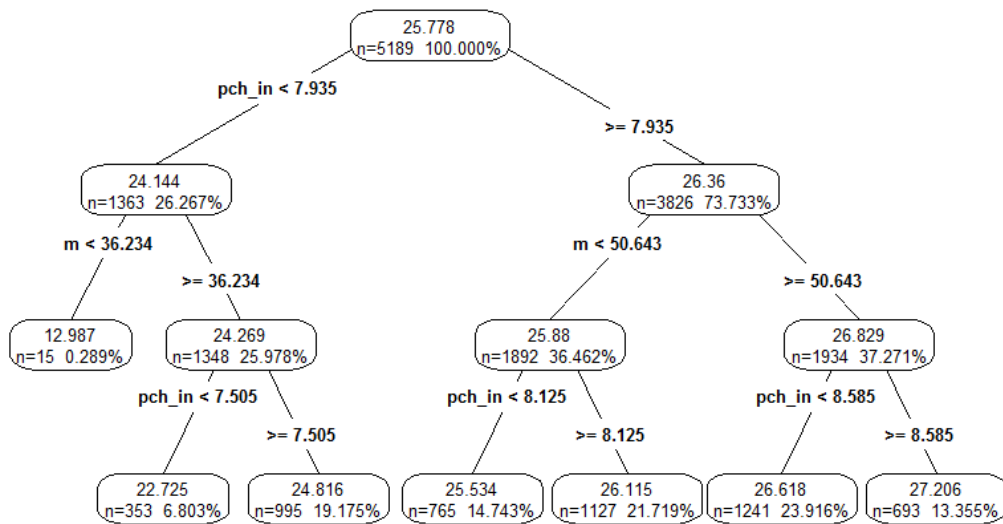 25.778
n=5189 100.000%
pch_in < 7.935
>= 7.935
24.144
n=1363 26.267%
26.36
n=3826 73.733%
m < 36.234
>= 36.234
m < 50.643
>= 50.643
12.987
n=15 0.289%
24.269
n=1348 25.978%
25.88
n=1892 36.462%
26.829
n=1934 37.271%
pch_in < 7.505
>= 7.505
pch_in < 8.125
>= 8.125
pch_in < 8.585
>= 8.585
22.725
n=353 6.803%
24.816
n=995 19.175%
25.534
n=765 14.743%
26.115
n=1127 21.719%
26.618
n=1241 23.916%
27.206
n=693 13.355%